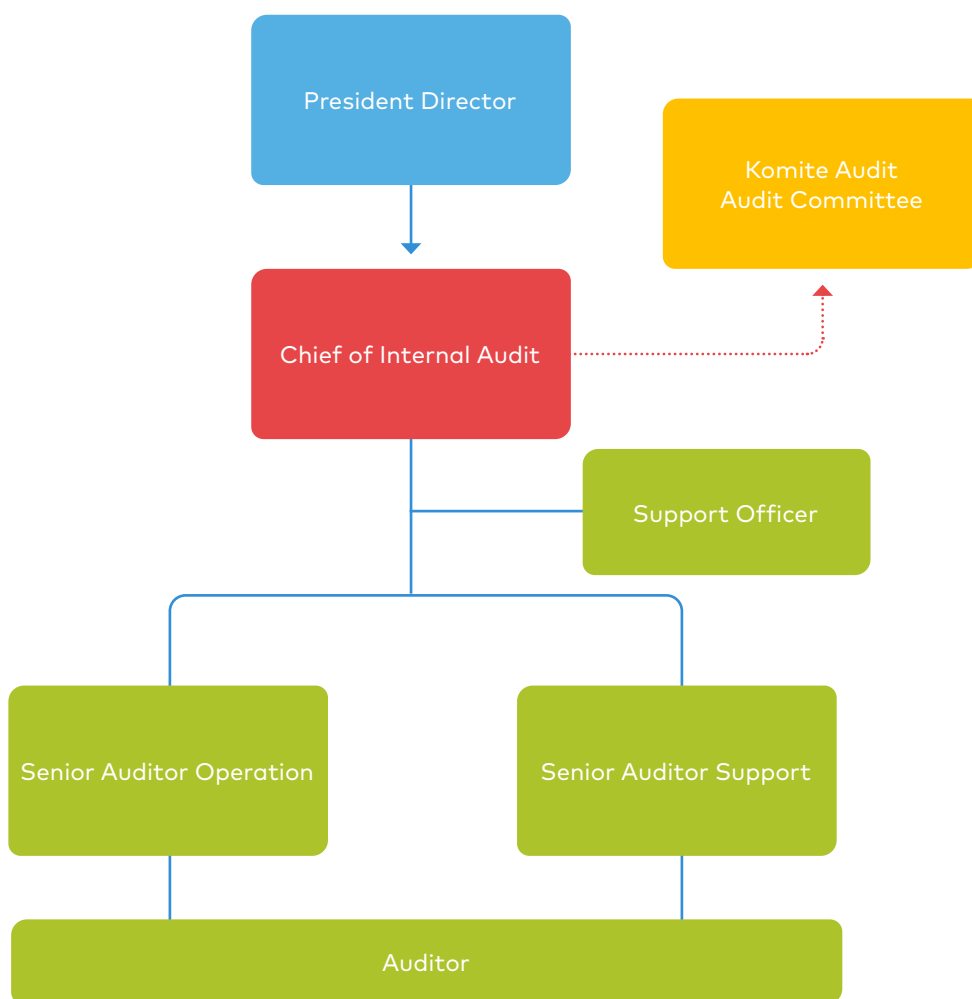 President Director
Komite Audit
Audit Committee
Chief of Internal Audit
Support Officer
Senior Auditor Operation
Senior Auditor Support
Auditor